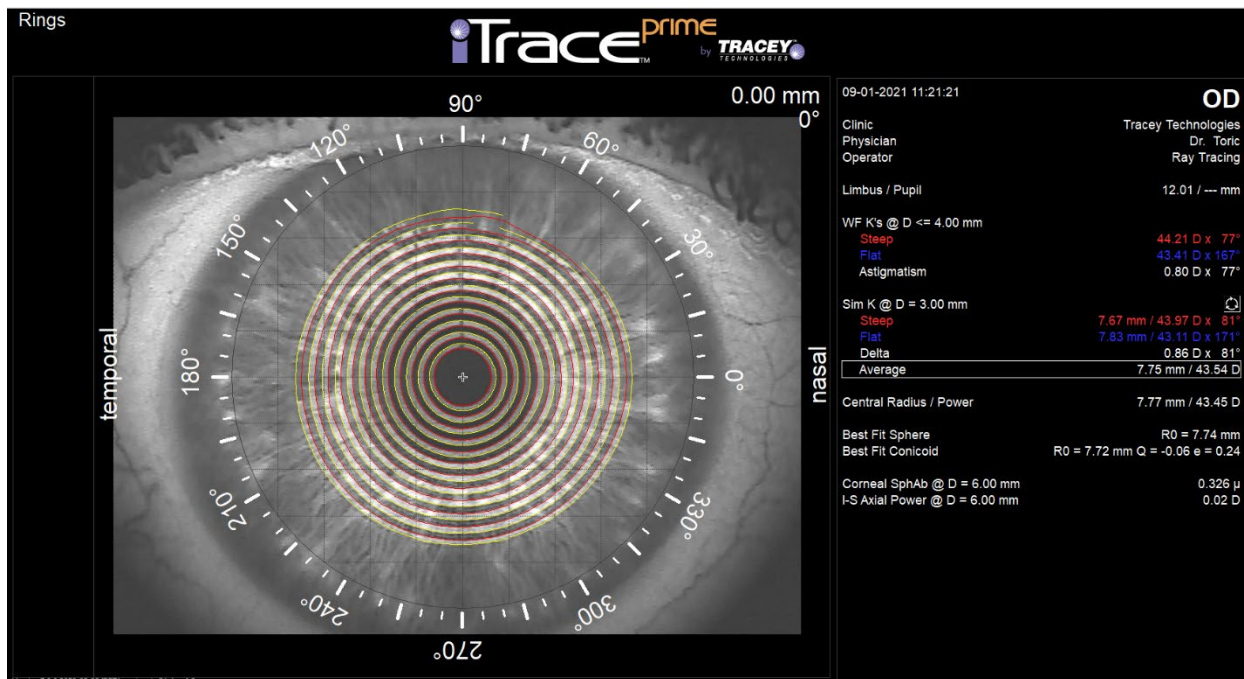 Rings
iTrace™ prime by TRACEY TECHNOLOGIES
0.00 mm
0°
90°
120°
60°
150°
30°
temporal
180°
0°
nasal
210°
330°
240°
300°
270°
09-01-2021 11:21:21 OD
Clinic Tracey Technologies
Physician Dr. Toric
Operator Ray Tracing
Limbus / Pupil 12.01 / --- mm
WF K's @ D <= 4.00 mm
Steep 44.21 D x 77°
Flat 43.41 D x 167°
Astigmatism 0.80 D x 77°
Sim K @ D = 3.00 mm
Steep 7.67 mm / 43.97 D x 81°
Flat 7.83 mm / 43.11 D x 171°
Delta 0.86 D x 81°
Average 7.75 mm / 43.54 D
Central Radius / Power 7.77 mm / 43.45 D
Best Fit Sphere R0 = 7.74 mm
Best Fit Conicoid R0 = 7.72 mm Q = -0.06 e = 0.24
Corneal SphAb @ D = 6.00 mm 0.326 µ
I-S Axial Power @ D = 6.00 mm 0.02 D